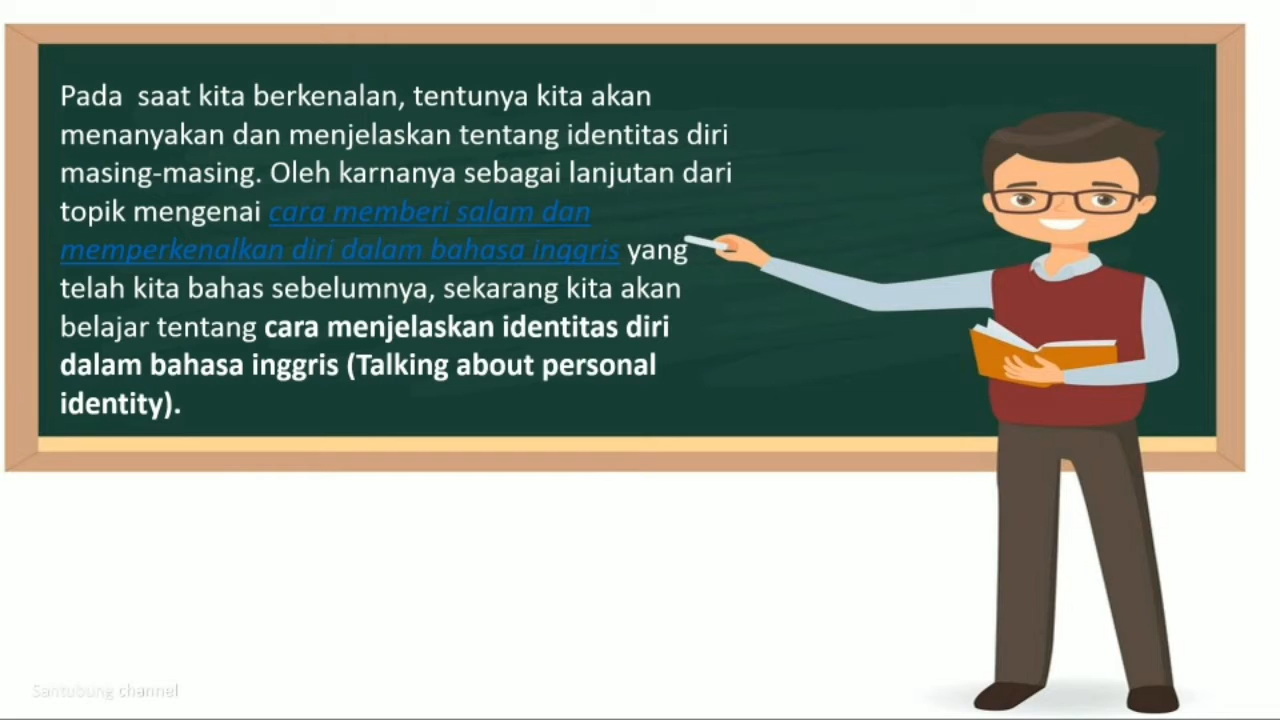 Pada saat kita berkenalan, tentunya kita akan
menanyakan dan menjelaskan tentang identitas diri
masing-masing. Oleh karnanya sebagai lanjutan dari
topik mengenai cara memberi salam dan
memperkenalkan diri dalam bahasa inggris yang
telah kita bahas sebelumnya, sekarang kita akan
belajar tentang cara menjelaskan identitas diri
dalam bahasa inggris (Talking about personal
identity).
Santubung channel